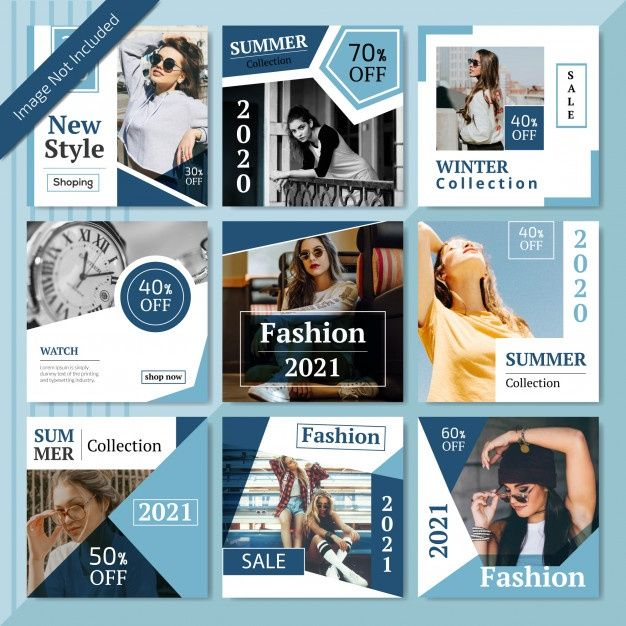 Image Not Included
New
Style
Shoping
30%
OFF
SUMMER
Collection
70%
OFF
2020
SALE
40%
OFF
WINTER
Collection
40%
OFF
WATCH
Lorem Ipsum is simply
dummy text of the printing
and typesetting industry.
shop now
Fashion
2021
40%
OFF
2020
SUMMER
Collection
SUM
MER
Collection
2021
50%
OFF
Fashion
2021
SALE
60%
OFF
2021
Fashion